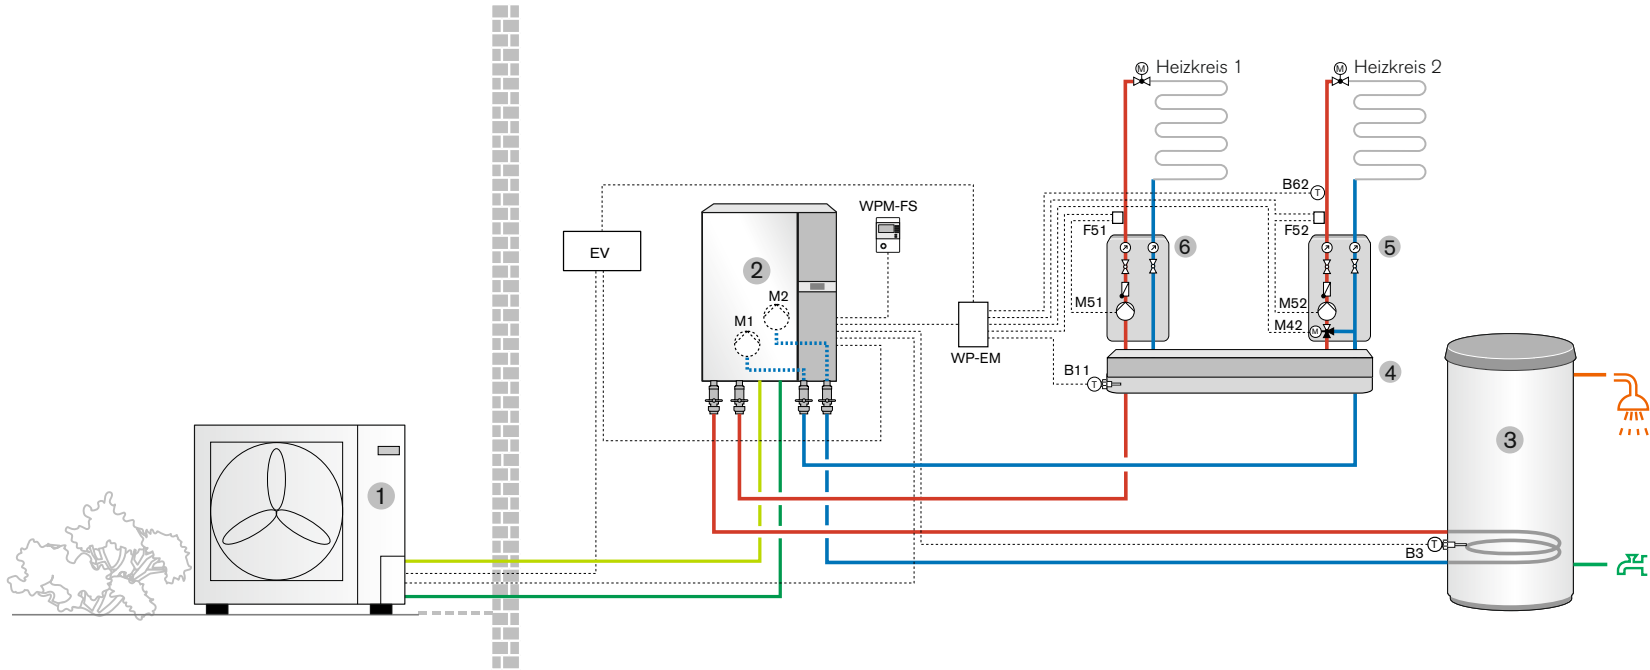 Heizkreis 1
Heizkreis 2
M
M
B62
T
WPM-FS
F51
F52
EV
6
5
2
M2
M51
M52
M1
M42
M
WP-EM
B11
T
4
3
1
B3
T